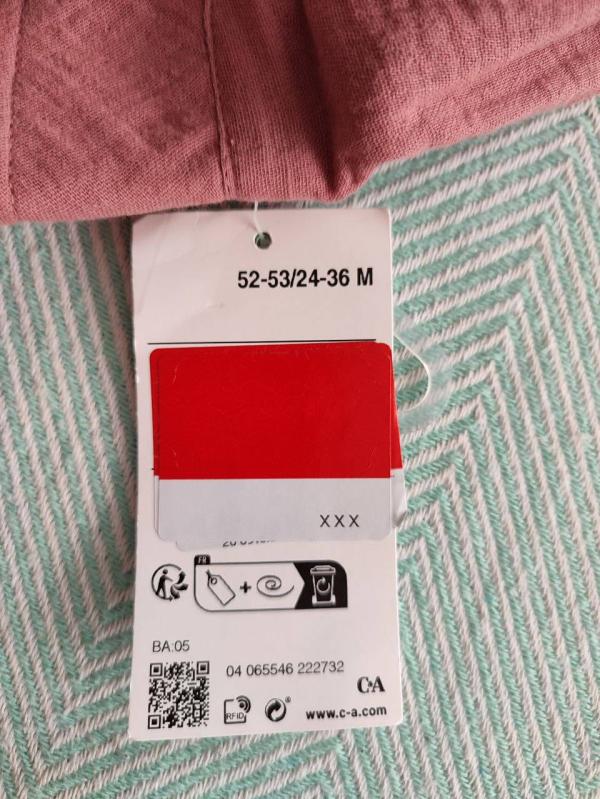 52-53/24-36 M
XXX
FR
+
BA:05
04 065546 222732
RFID
C&A
www.c-a.com